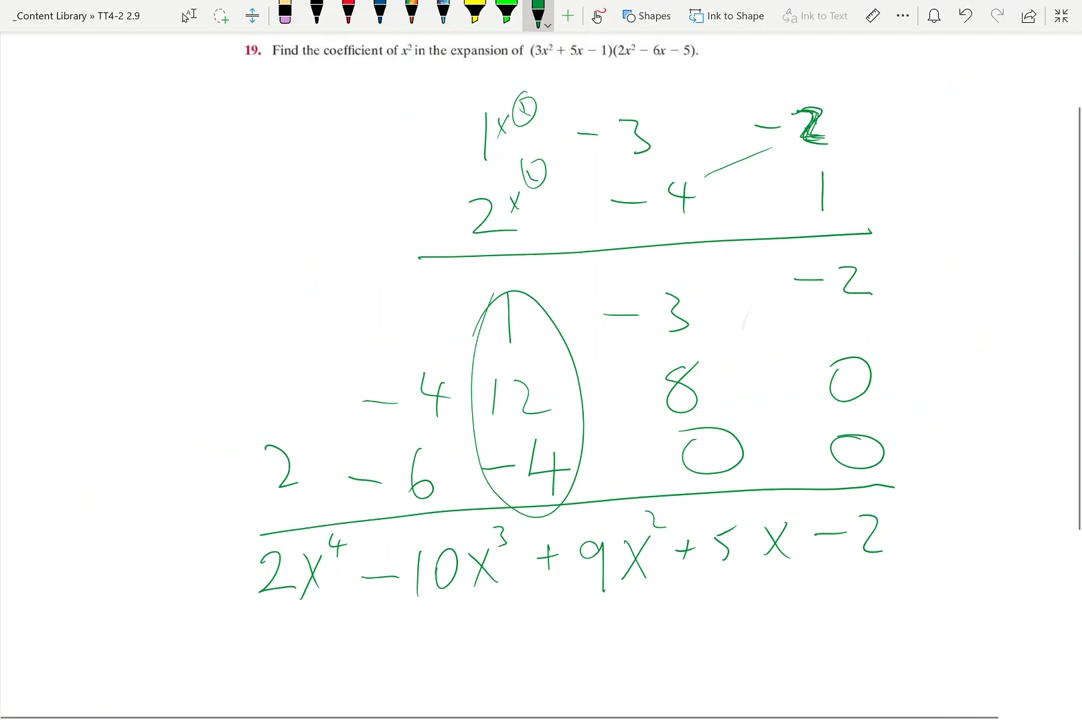 _Content Library » TT4-2 2.9
Shapes Ink to Shape Ink to Text
19. Find the coefficient of x² in the expansion of (3x² + 5x − 1)(2x² − 6x − 5).
1x² − 3 − 2
2x² − 4 1
1 − 3 − 2
− 4 12 8 0
2 − 6 − 4 0 0
2x⁴ − 10x³ + 9x² + 5x − 2